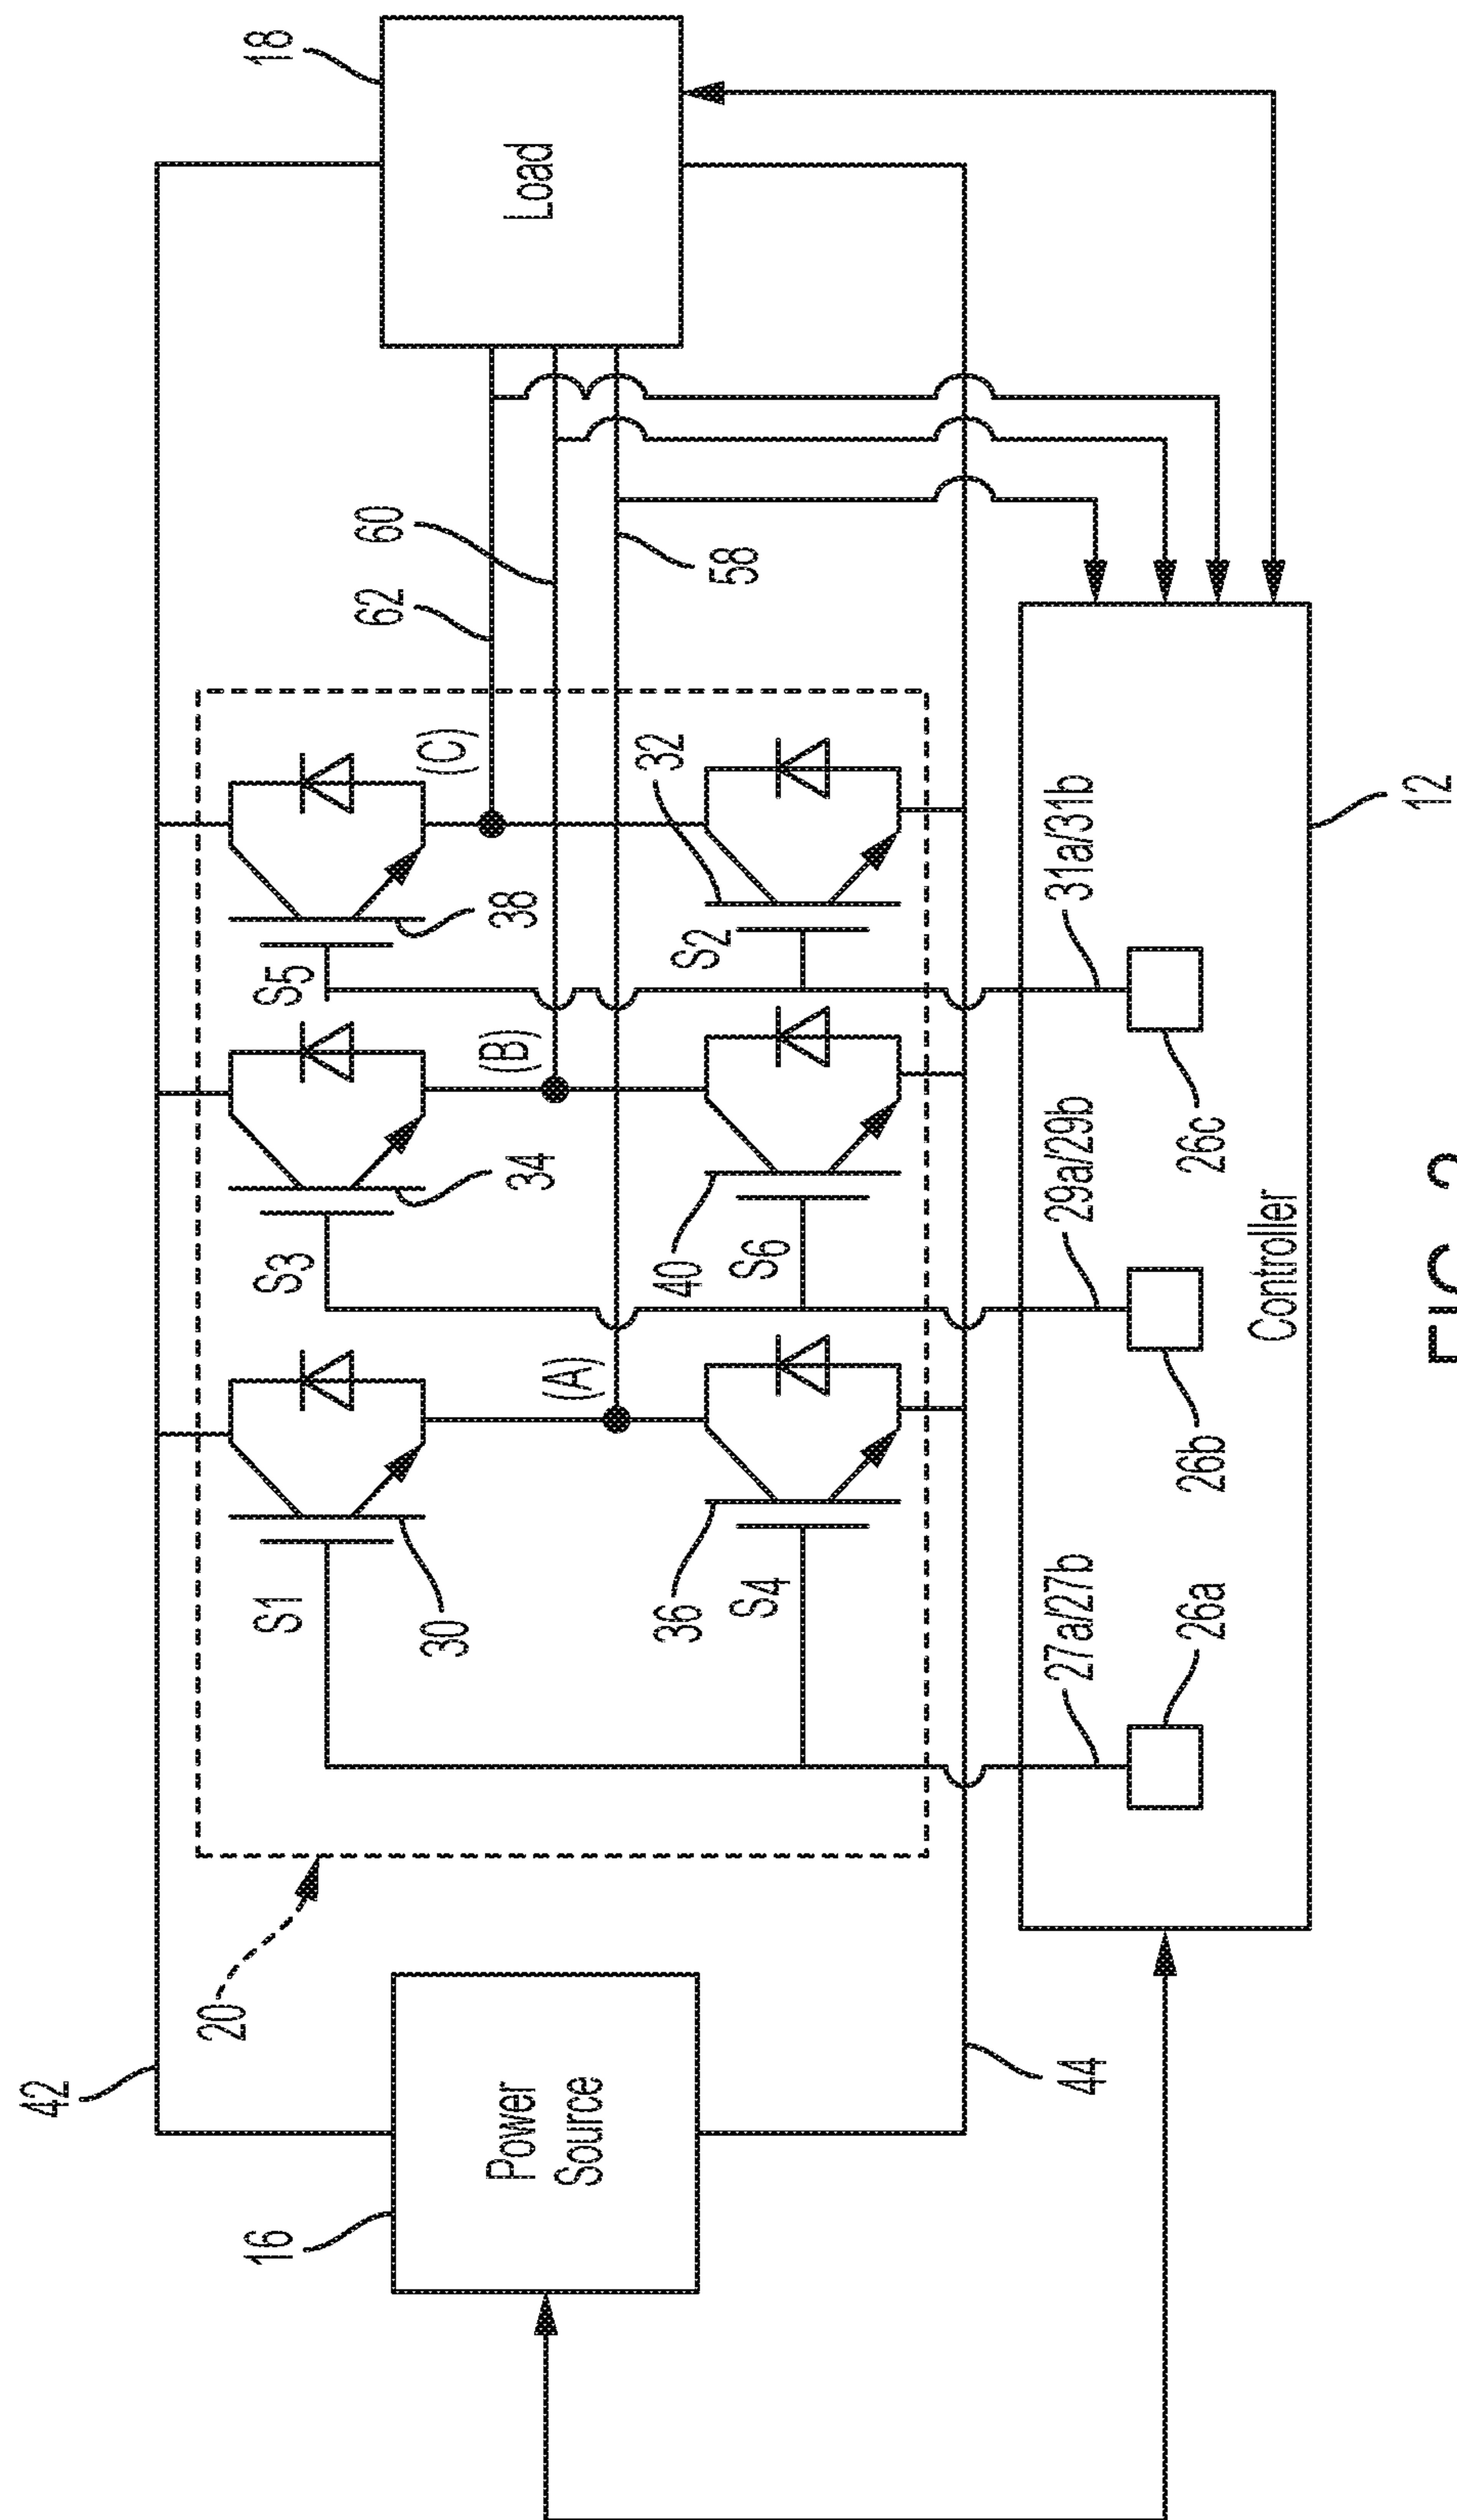 42
20
18
16
Power
Source
Load
S1
S3
S5
30
34
38
(A)
(B)
(C)
62
60
58
36
S4
40
S6
S2
32
44
27a/27b
29a/29b
31a/31b
26a
26b
26c
Controller
12